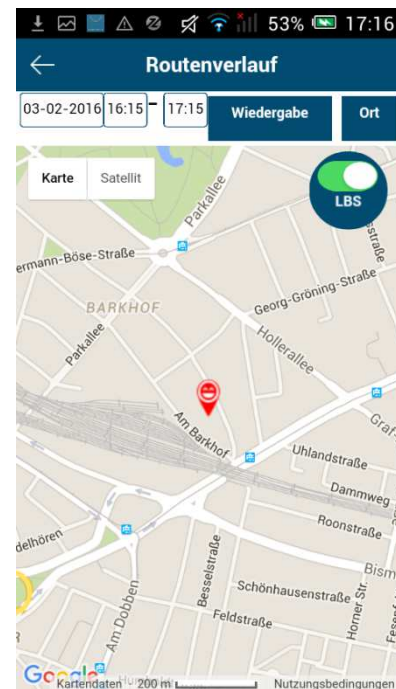 53% 17:16
Routenverlauf
03-02-2016 16:15 - 17:15 Wiedergabe Ort
Karte Satellit
LBS
Parkallee
ermann-Böse-Straße
BARKHOF
Georg-Gröning-Straße
Hollerallee
Parkallee
Am Barkhof
Uhlandstraße
Dammweg
Roonstraße
delhören
Besselstraße
Bism
Schönhausenstraße
Am Dobben
Feldstraße
Horner Str.
Google
Kartendaten 200 m Nutzungsbedingungen